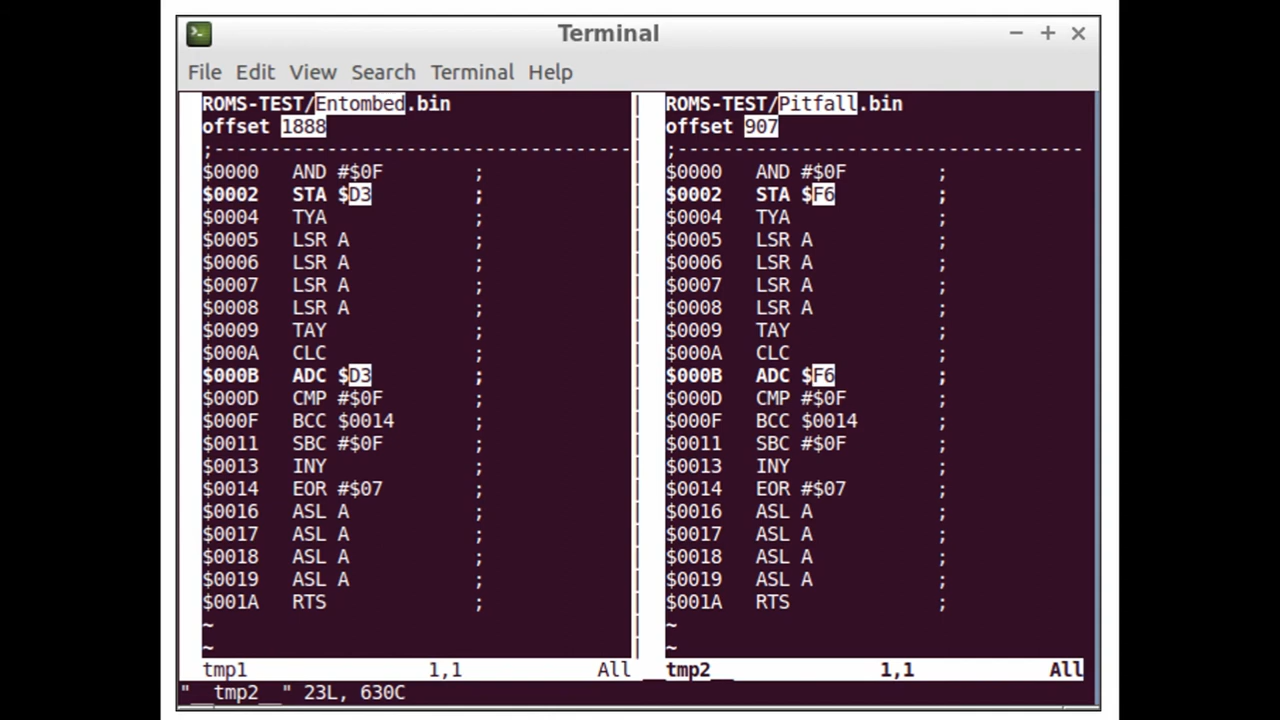 Terminal
File Edit View Search Terminal Help
ROMS-TEST/Entombed.bin
offset 1888
;-------------------------------------
$0000 AND #$0F ;
$0002 STA $D3 ;
$0004 TYA ;
$0005 LSR A ;
$0006 LSR A ;
$0007 LSR A ;
$0008 LSR A ;
$0009 TAY ;
$000A CLC ;
$000B ADC $D3 ;
$000D CMP #$0F ;
$000F BCC $0014 ;
$0011 SBC #$0F ;
$0013 INY ;
$0014 EOR #$07 ;
$0016 ASL A ;
$0017 ASL A ;
$0018 ASL A ;
$0019 ASL A ;
$001A RTS ;
~
~
tmp1 1,1 All
ROMS-TEST/Pitfall.bin
offset 907
;------------------------------------
$0000 AND #$0F ;
$0002 STA $F6 ;
$0004 TYA ;
$0005 LSR A ;
$0006 LSR A ;
$0007 LSR A ;
$0008 LSR A ;
$0009 TAY ;
$000A CLC ;
$000B ADC $F6 ;
$000D CMP #$0F ;
$000F BCC $0014 ;
$0011 SBC #$0F ;
$0013 INY ;
$0014 EOR #$07 ;
$0016 ASL A ;
$0017 ASL A ;
$0018 ASL A ;
$0019 ASL A ;
$001A RTS ;
~
~
__tmp2__ 1,1 All
"__tmp2__" 23L, 630C